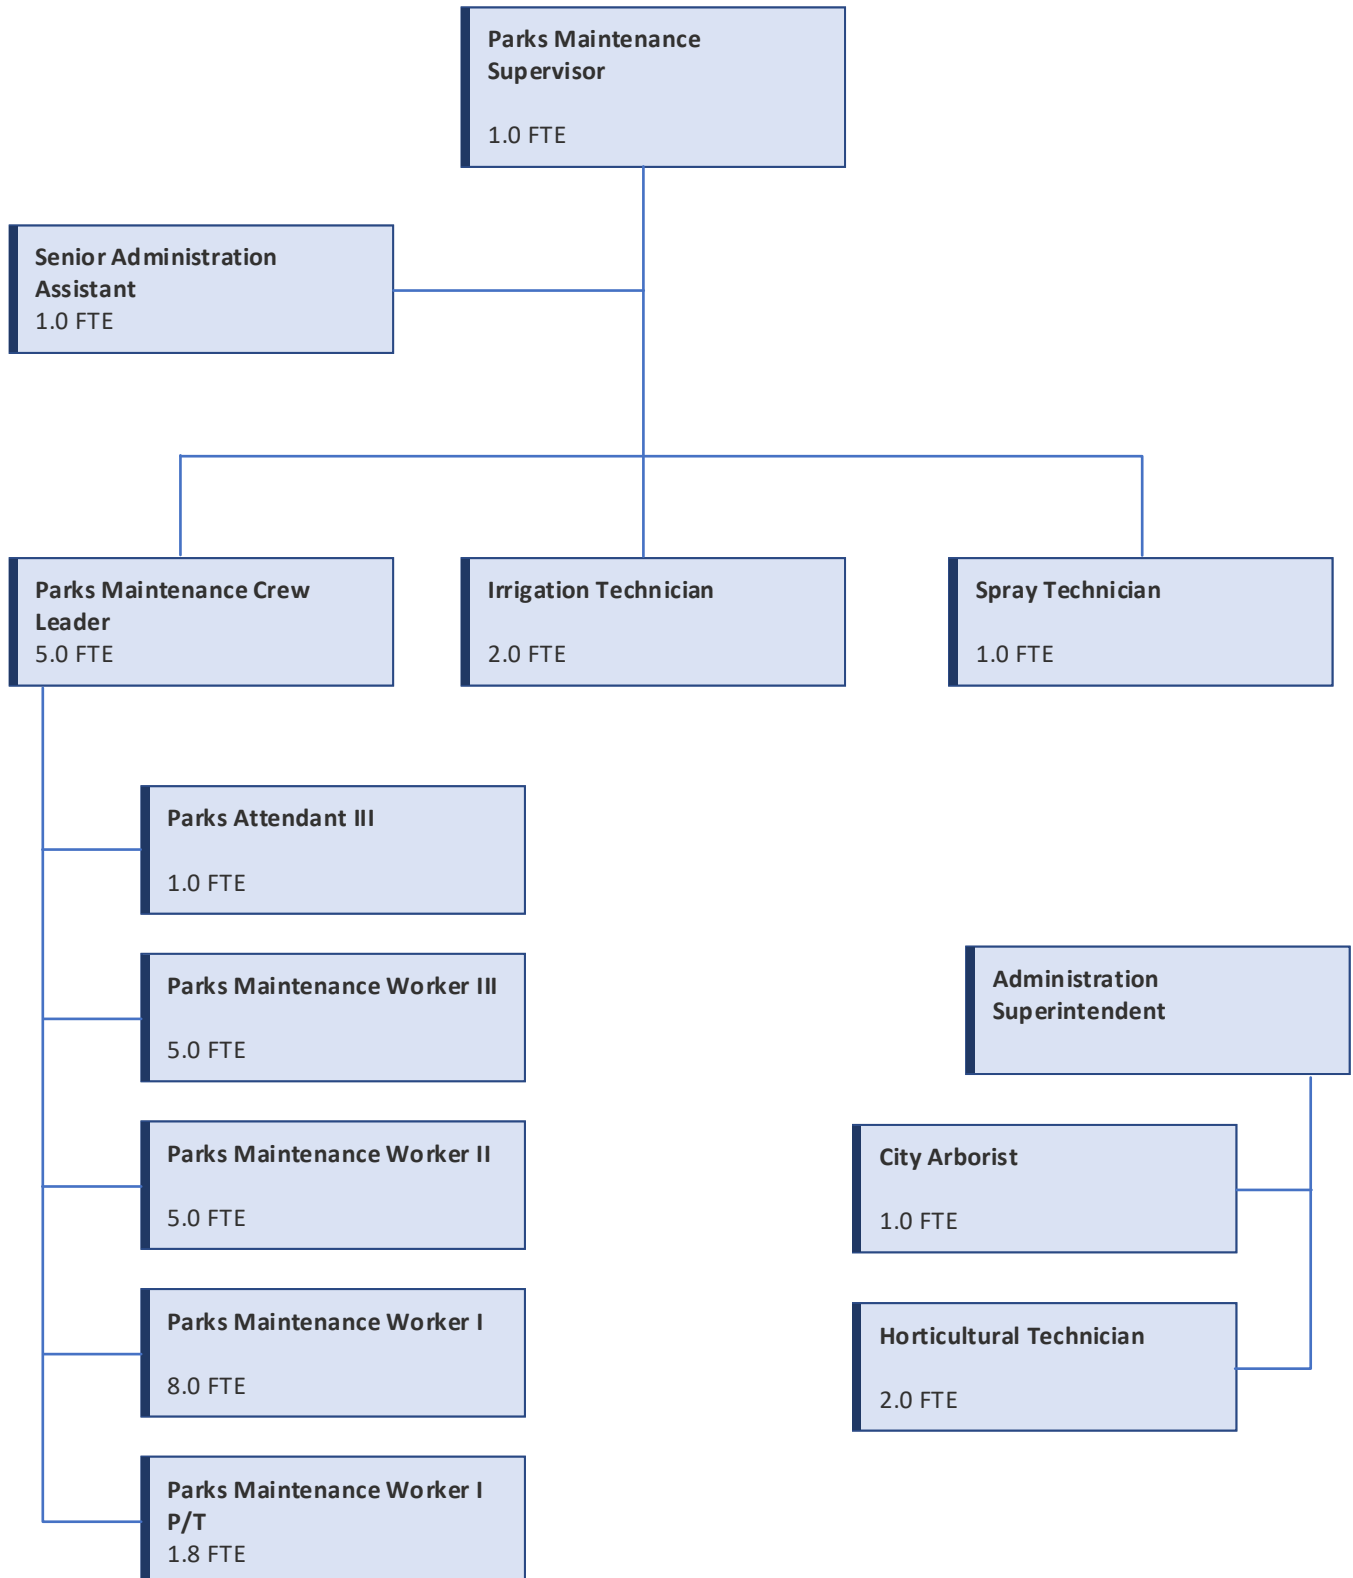 Parks Maintenance
Supervisor
1.0 FTE
Senior Administration
Assistant
1.0 FTE
Parks Maintenance Crew
Leader
5.0 FTE
Irrigation Technician
2.0 FTE
Spray Technician
1.0 FTE
Parks Attendant III
1.0 FTE
Parks Maintenance Worker III
5.0 FTE
Parks Maintenance Worker II
5.0 FTE
Parks Maintenance Worker I
8.0 FTE
Parks Maintenance Worker I
P/T
1.8 FTE
Administration
Superintendent
City Arborist
1.0 FTE
Horticultural Technician
2.0 FTE